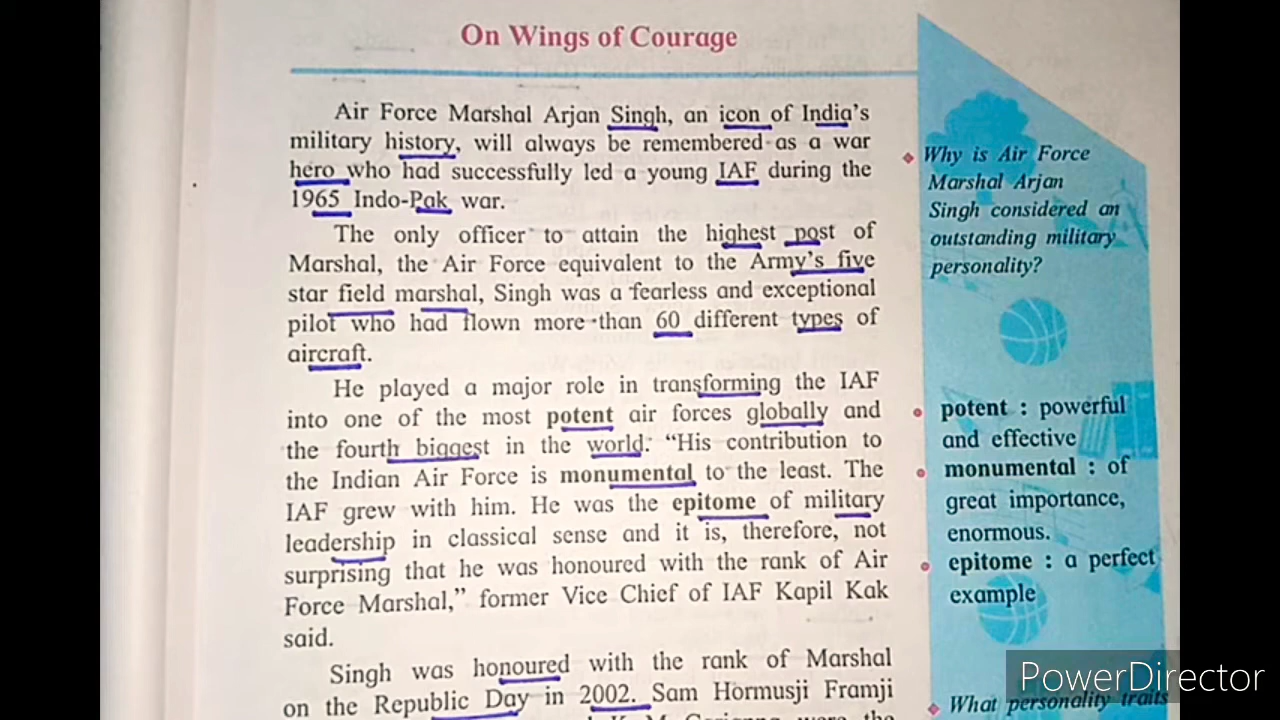 On Wings of Courage
Air Force Marshal Arjan Singh, an icon of India's
military history, will always be remembered as a war
hero who had successfully led a young IAF during the
1965 Indo-Pak war.
The only officer to attain the highest post of
Marshal, the Air Force equivalent to the Army's five
star field marshal, Singh was a fearless and exceptional
pilot who had flown more than 60 different types of
aircraft.
He played a major role in transforming the IAF
into one of the most potent air forces globally and
the fourth biggest in the world. "His contribution to
the Indian Air Force is monumental to the least. The
IAF grew with him. He was the epitome of military
leadership in classical sense and it is, therefore, not
surprising that he was honoured with the rank of Air
Force Marshal," former Vice Chief of IAF Kapil Kak
said.
Singh was honoured with the rank of Marshal
on the Republic Day in 2002. Sam Hormusji Framji
were the
Why is Air Force
Marshal Arjan
Singh considered an
outstanding military
personality?
potent : powerful
and effective
monumental : of
great importance,
enormous.
epitome : a perfect
example
What personality traits
PowerDirector